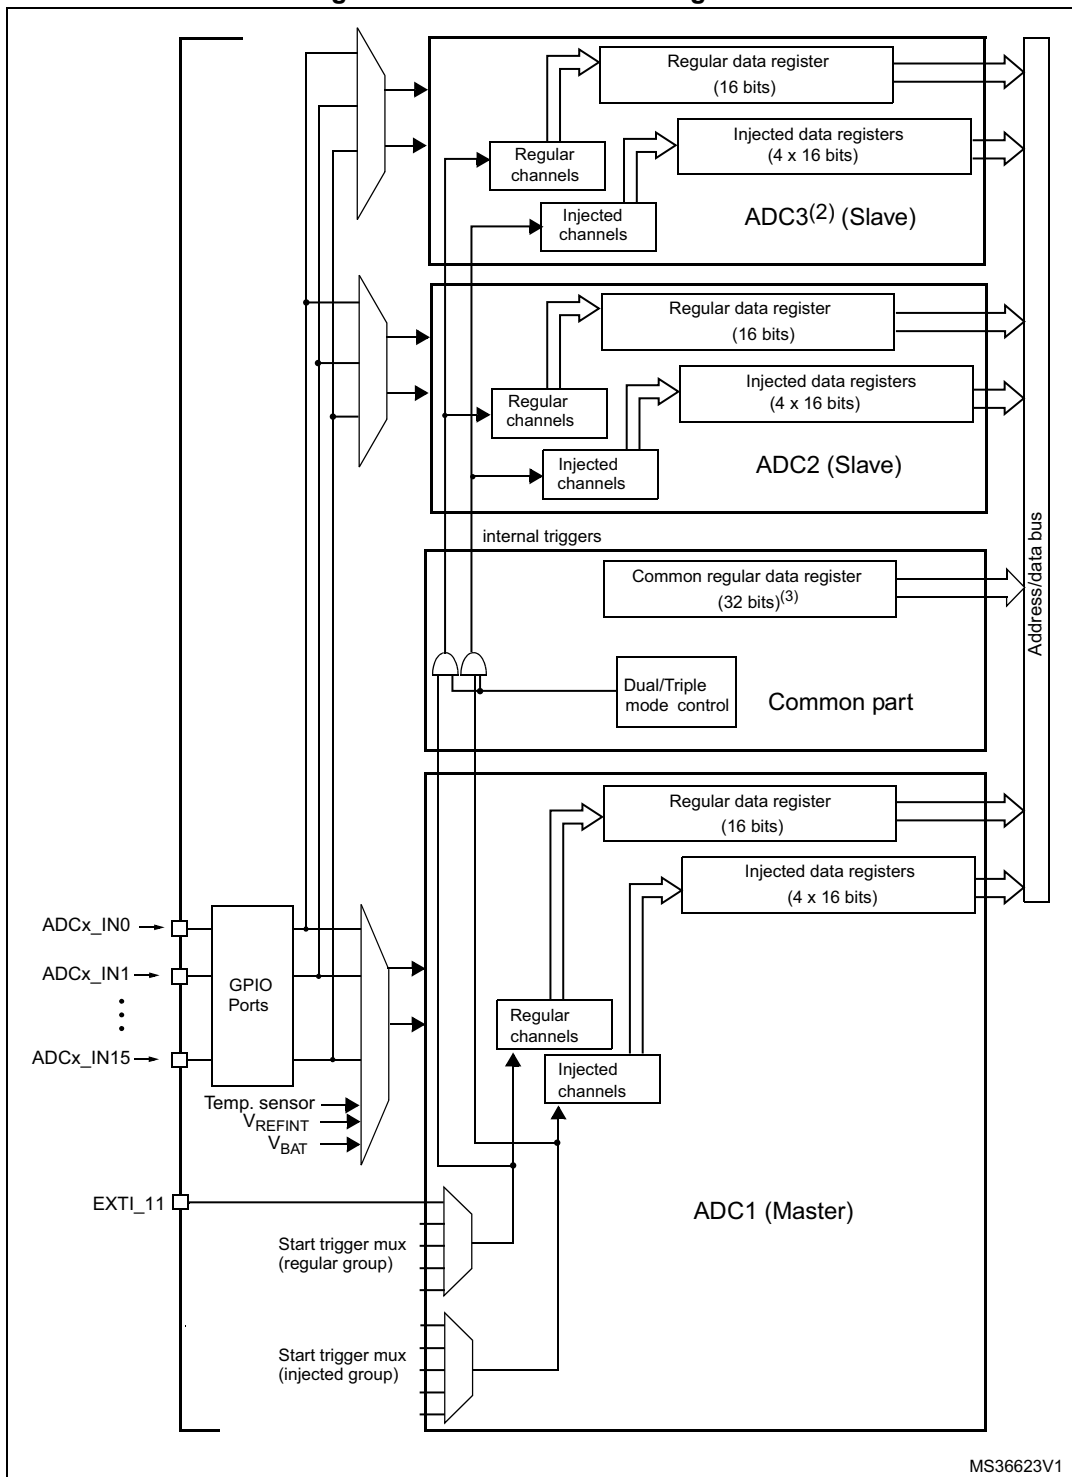 Regular data register
(16 bits)
Injected data registers
(4 x 16 bits)
Regular
channels
Injected
channels
ADC3(2) (Slave)
Regular data register
(16 bits)
Injected data registers
(4 x 16 bits)
Regular
channels
Injected
channels
ADC2 (Slave)
internal triggers
Common regular data register
(32 bits)(3)
Dual/Triple
mode control
Common part
Address/data bus
Regular data register
(16 bits)
Injected data registers
(4 x 16 bits)
ADCx_IN0
ADCx_IN1
ADCx_IN15
GPIO
Ports
Regular
channels
Injected
channels
Temp. sensor
VREFINT
VBAT
EXTI_11
ADC1 (Master)
Start trigger mux
(regular group)
Start trigger mux
(injected group)
MS36623V1